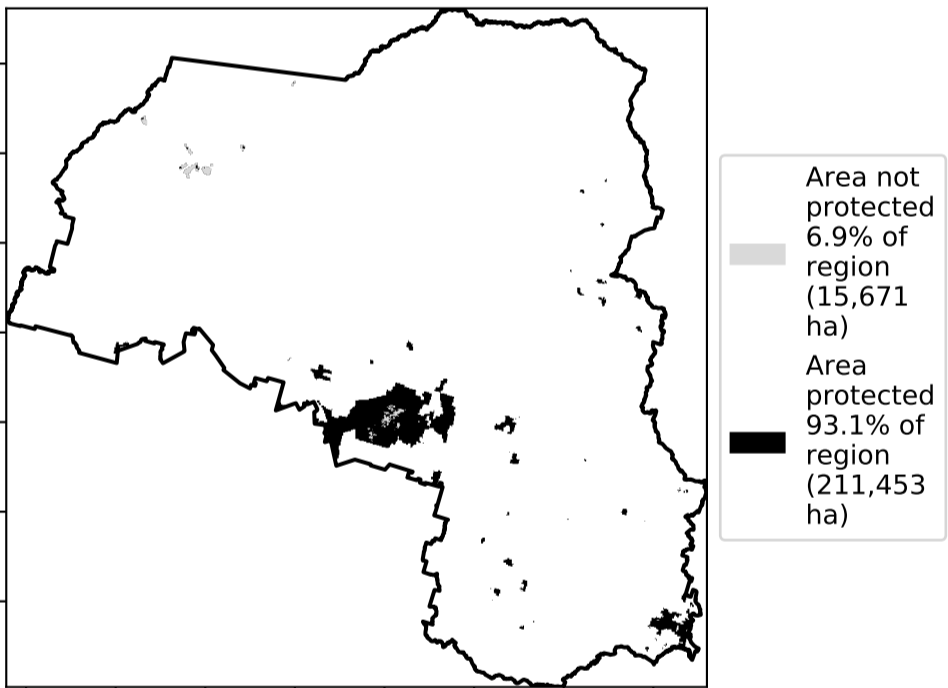 Area not
protected
6.9% of
region
(15,671
ha)
Area
protected
93.1% of
region
(211,453
ha)